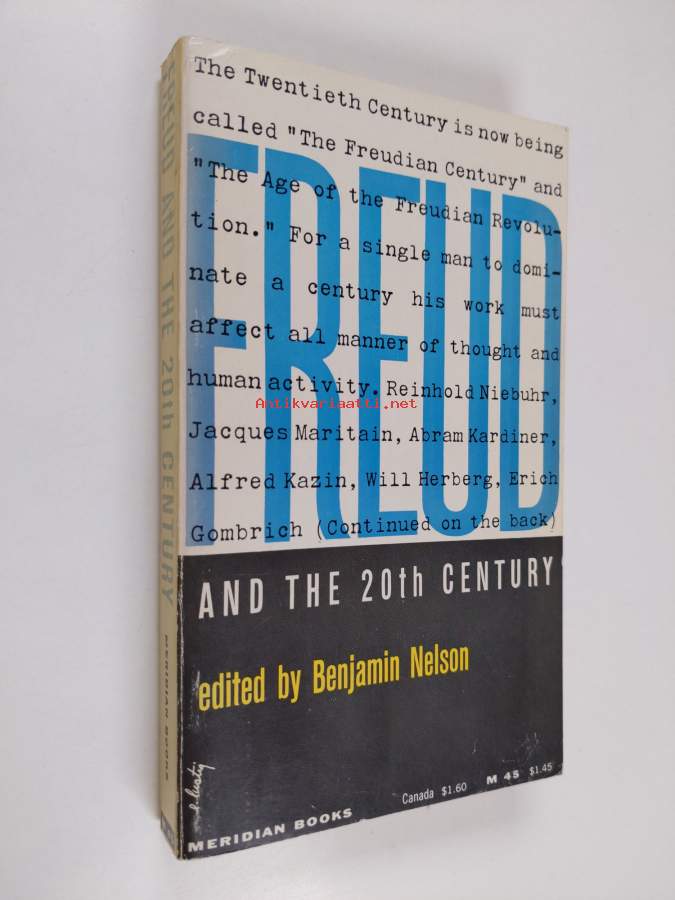 The Twentieth Century is now being
called "The Freudian Century" and
"The Age of the Freudian Revolu-
tion." For a single man to domi-
nate a century his work must
affect all manner of thought and
human activity. Reinhold Niebuhr,
Jacques Maritain, Abram Kardiner,
Alfred Kazin, Will Herberg, Erich
Gombrich (Continued on the back)
FREUD
AND THE 20th CENTURY
edited by Benjamin Nelson
e. lustig
MERIDIAN BOOKS
Canada $1.60
M 45 $1.45
FREUD AND THE 20th CENTURY
MERIDIAN BOOKS
Antikvariaatti.net